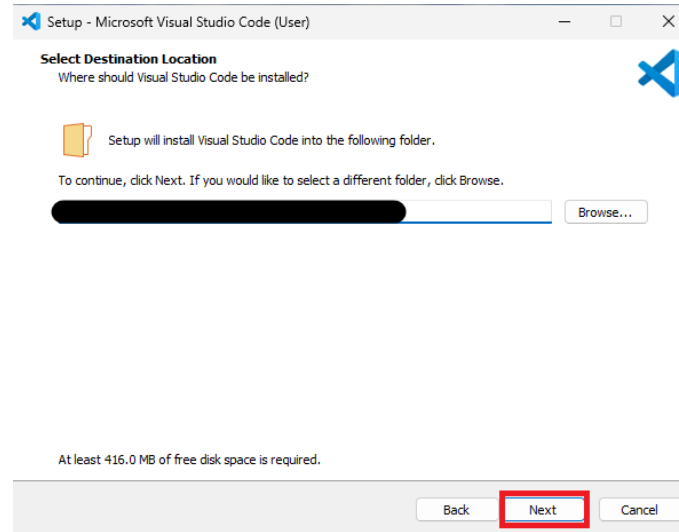 Setup - Microsoft Visual Studio Code (User)
Select Destination Location
Where should Visual Studio Code be installed?
Setup will install Visual Studio Code into the following folder.
To continue, click Next. If you would like to select a different folder, click Browse.
Browse...
At least 416.0 MB of free disk space is required.
Back Next Cancel